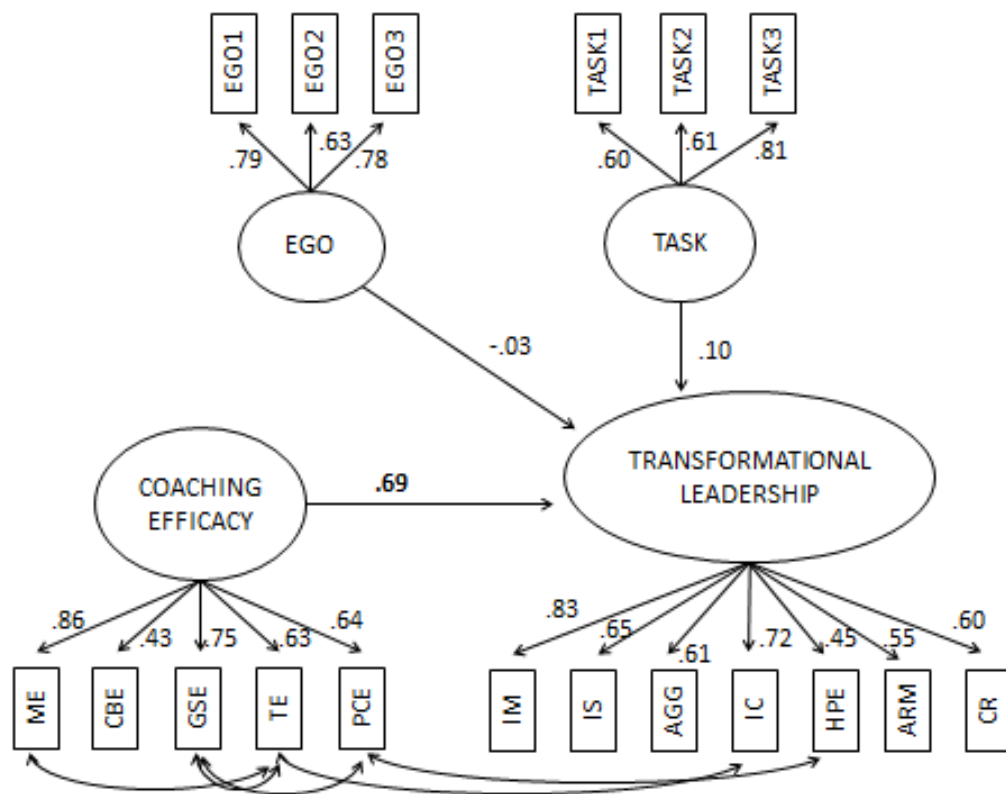 EGO1
EGO2
EGO3
TASK1
TASK2
TASK3
.79
.63
.78
.60
.61
.81
EGO
TASK
-.03
.10
COACHING
EFFICACY
.69
TRANSFORMATIONAL
LEADERSHIP
.86
.43
.75
.63
.64
.83
.65
.61
.72
.45
.55
.60
ME
CBE
GSE
TE
PCE
IM
IS
AGG
IC
HPE
ARM
CR